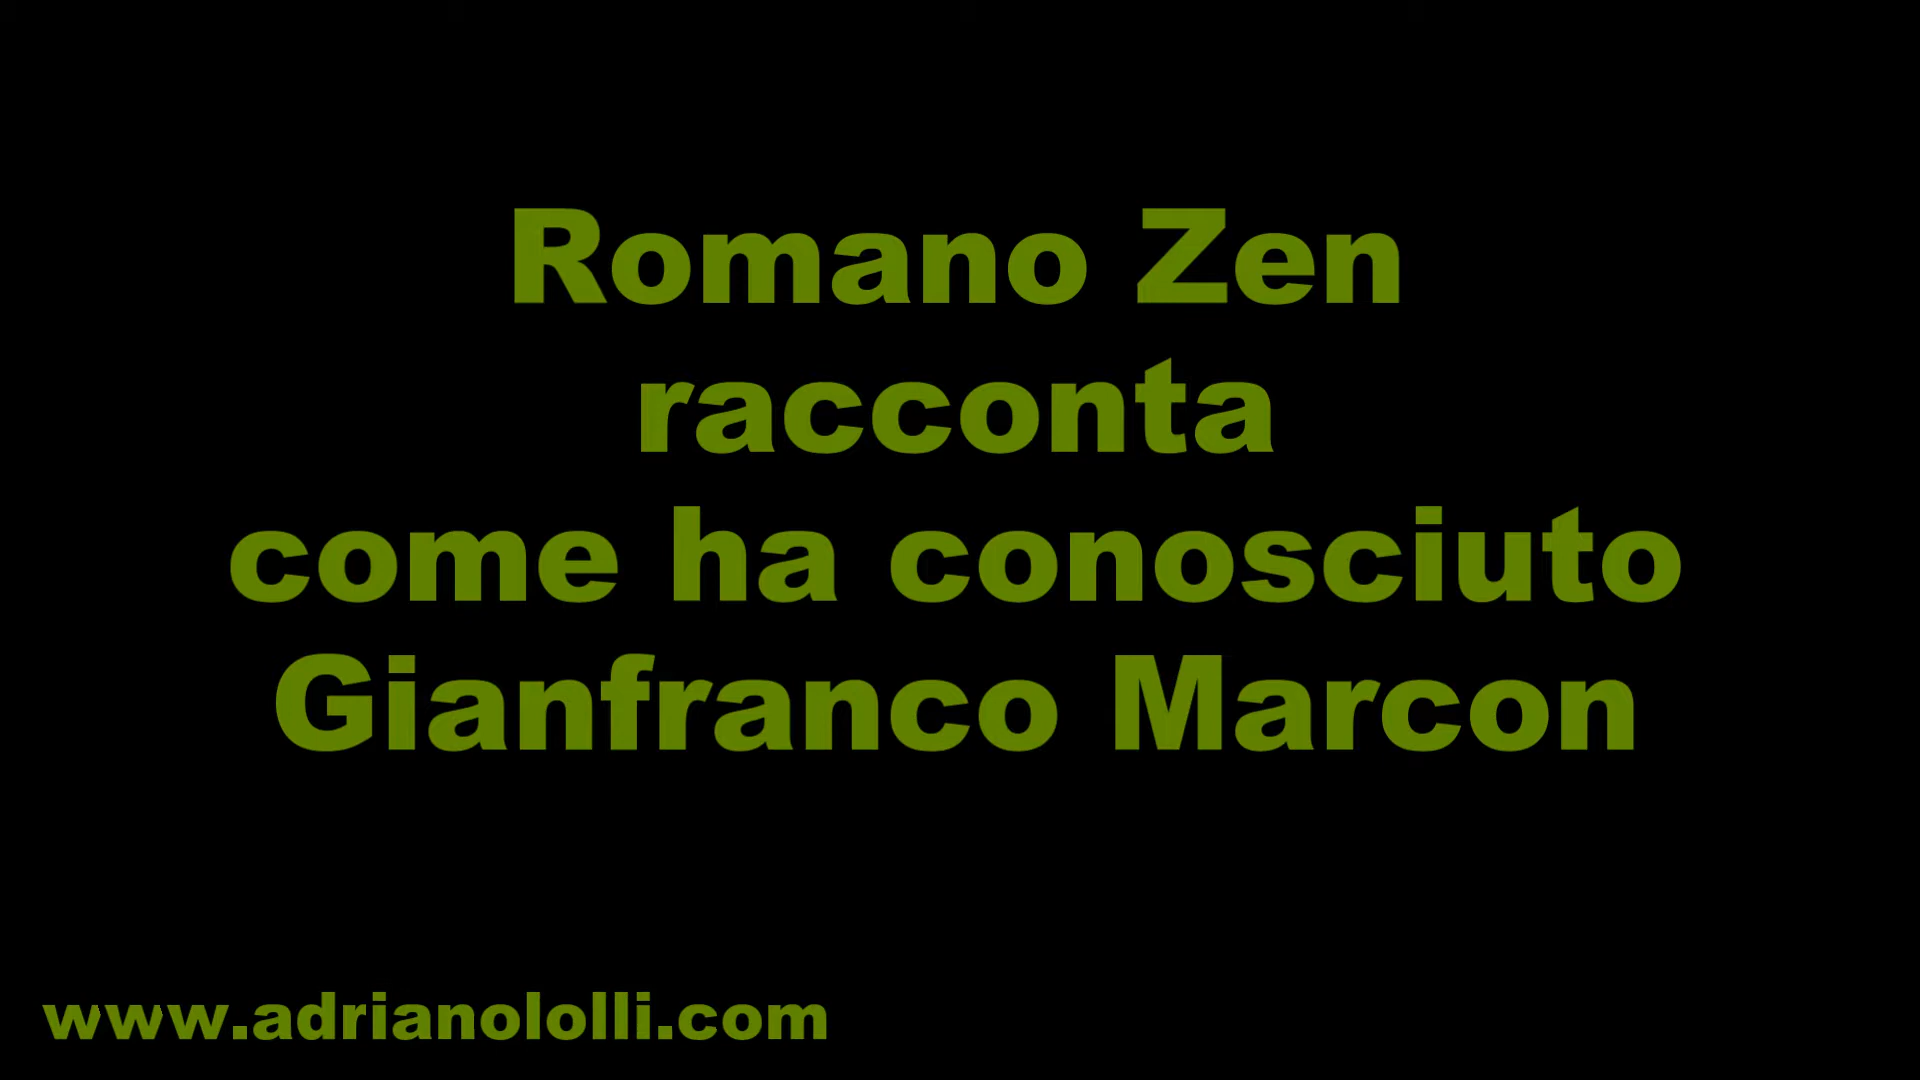 Romano Zen
racconta
come ha conosciuto
Gianfranco Marcon
www.adrianololli.com